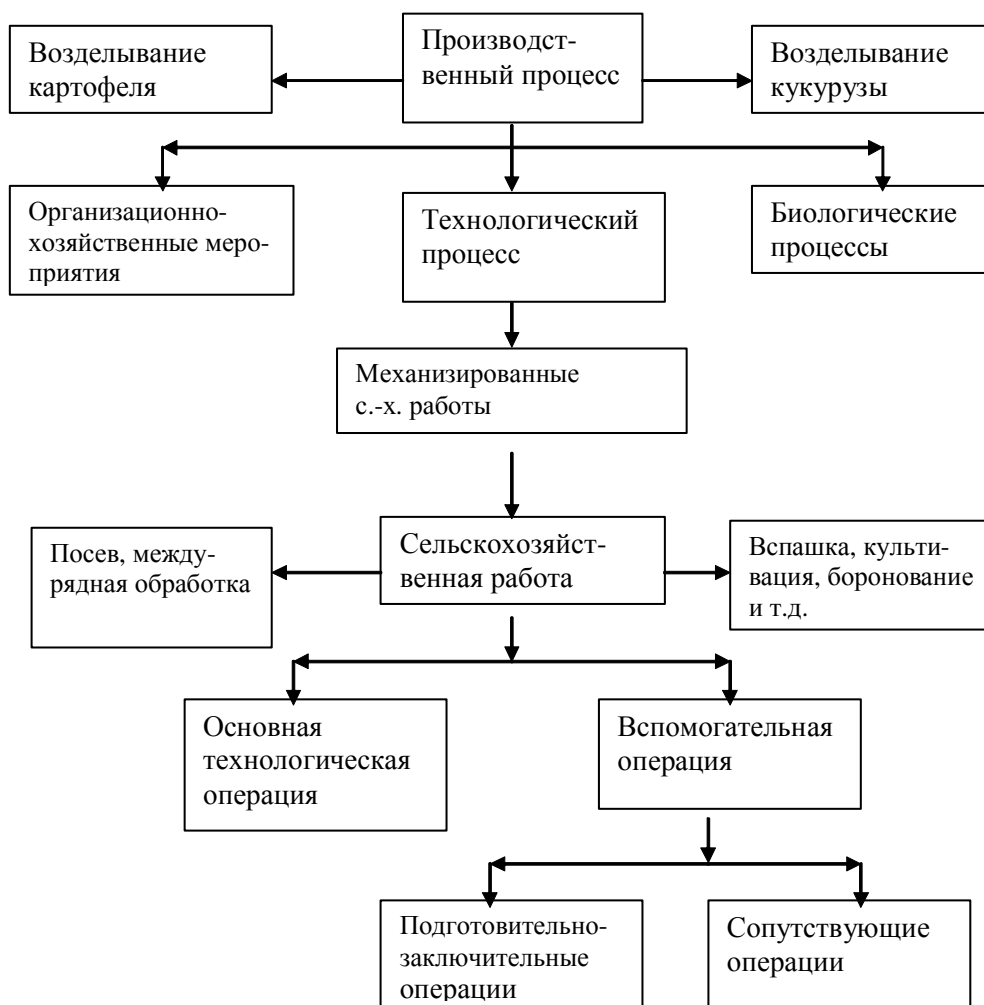 Возделывание
картофеля
Производст-
венный процесс
Возделывание
кукурузы
Организационно-
хозяйственные меро-
приятия
Технологический
процесс
Биологические
процессы
Механизированные
с.-х. работы
Посев, между-
рядная обработка
Сельскохозяйст-
венная работа
Вспашка, культи-
вация, боронование
и т.д.
Основная
технологическая
операция
Вспомогательная
операция
Подготовительно-
заключительные
операции
Сопутствующие
операции